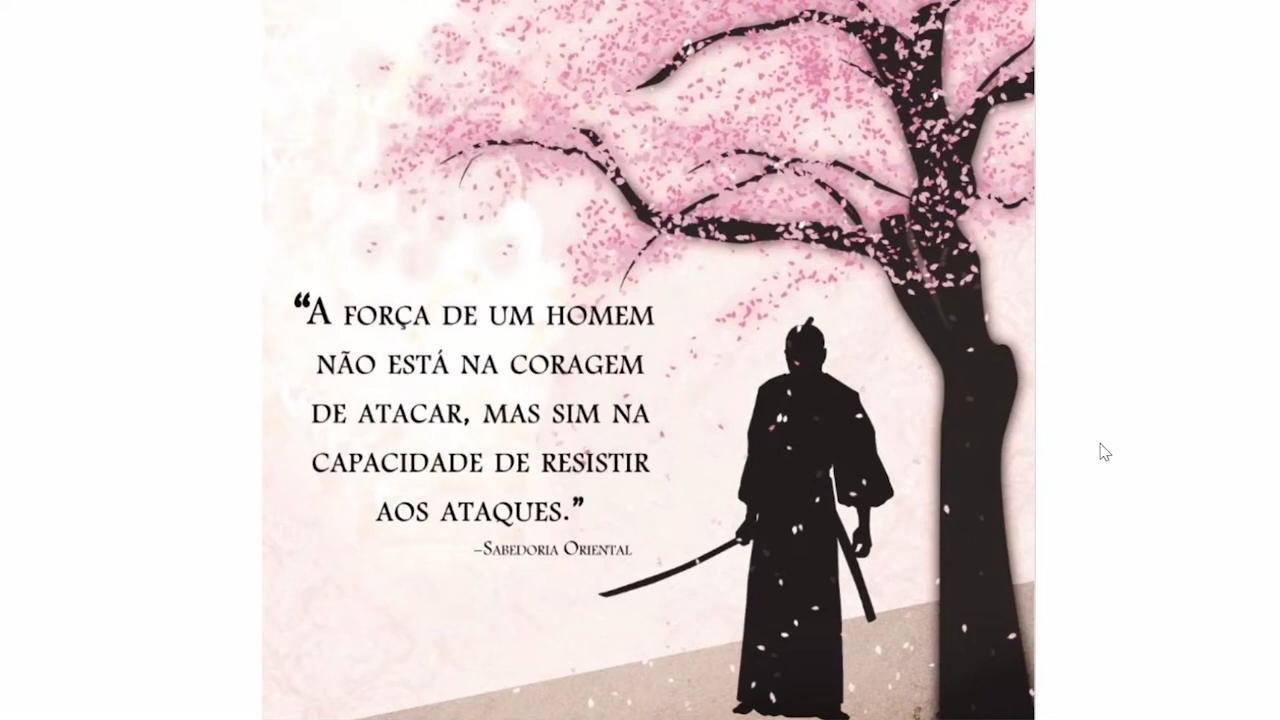 “A FORÇA DE UM HOMEM
NÃO ESTÁ NA CORAGEM
DE ATACAR, MAS SIM NA
CAPACIDADE DE RESISTIR
AOS ATAQUES.”
–SABEDORIA ORIENTAL